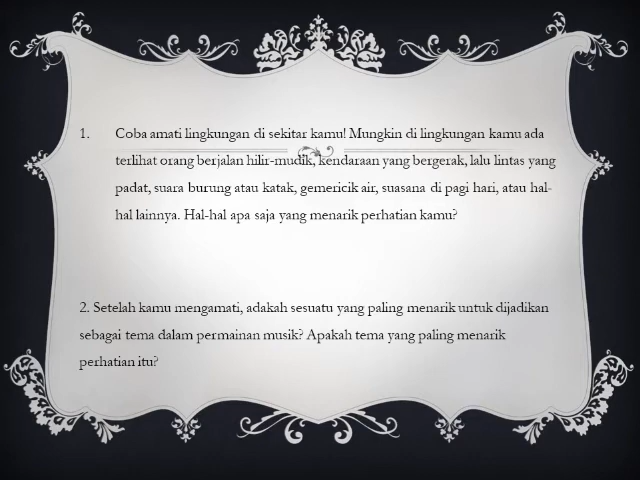 1. Coba amati lingkungan di sekitar kamu! Mungkin di lingkungan kamu ada
terlihat orang berjalan hilir-mudik, kendaraan yang bergerak, lalu lintas yang
padat, suara burung atau katak, gemericik air, suasana di pagi hari, atau hal-
hal lainnya. Hal-hal apa saja yang menarik perhatian kamu?
2. Setelah kamu mengamati, adakah sesuatu yang paling menarik untuk dijadikan
sebagai tema dalam permainan musik? Apakah tema yang paling menarik
perhatian itu?